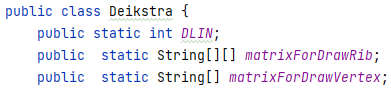 public class Deikstra {
    public static int DLIN;
    public  static String[][] matrixForDrawRib;
    public  static String[] matrixForDrawVertex;